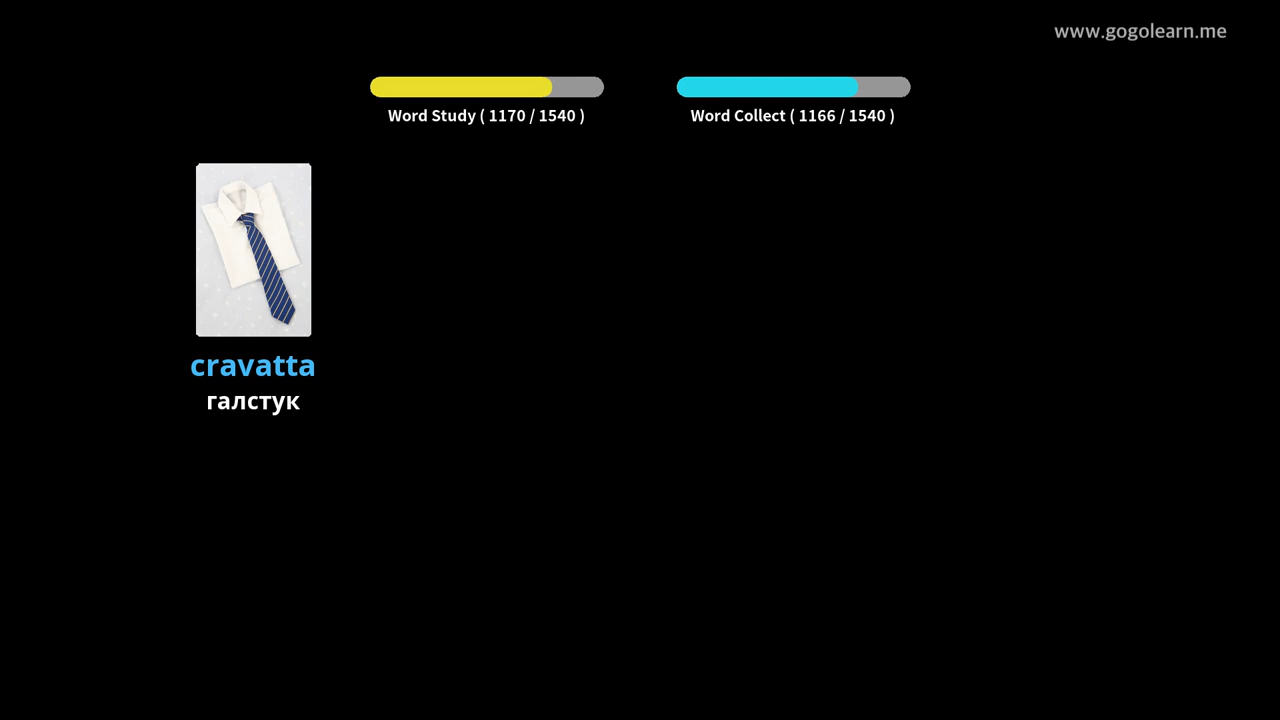 www.gogolearn.me
Word Study ( 1170 / 1540 )
Word Collect ( 1166 / 1540 )
cravatta
галстук